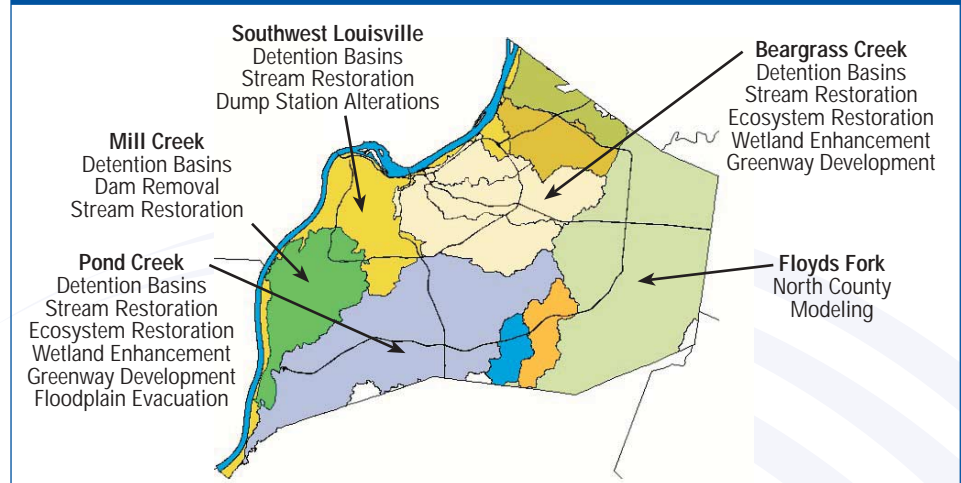 Southwest Louisville
Detention Basins
Stream Restoration
Dump Station Alterations
Beargrass Creek
Detention Basins
Stream Restoration
Ecosystem Restoration
Wetland Enhancement
Greenway Development
Mill Creek
Detention Basins
Dam Removal
Stream Restoration
Pond Creek
Detention Basins
Stream Restoration
Ecosystem Restoration
Wetland Enhancement
Greenway Development
Floodplain Evacuation
Floyds Fork
North County
Modeling